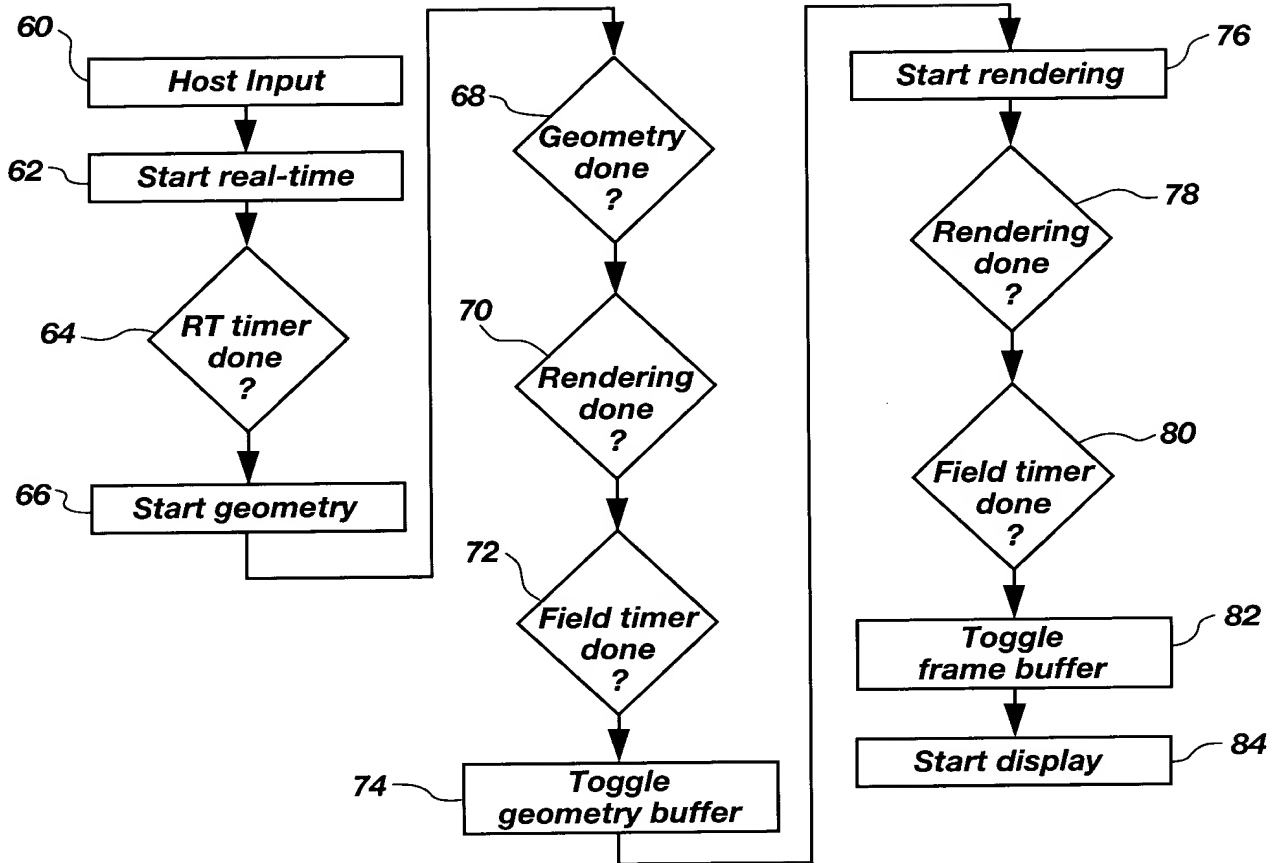 60
Host Input
62
Start real-time
64
RT timer
done
?
66
Start geometry
68
Geometry
done
?
70
Rendering
done
?
72
Field timer
done
?
74
Toggle
geometry buffer
76
Start rendering
78
Rendering
done
?
80
Field timer
done
?
82
Toggle
frame buffer
84
Start display